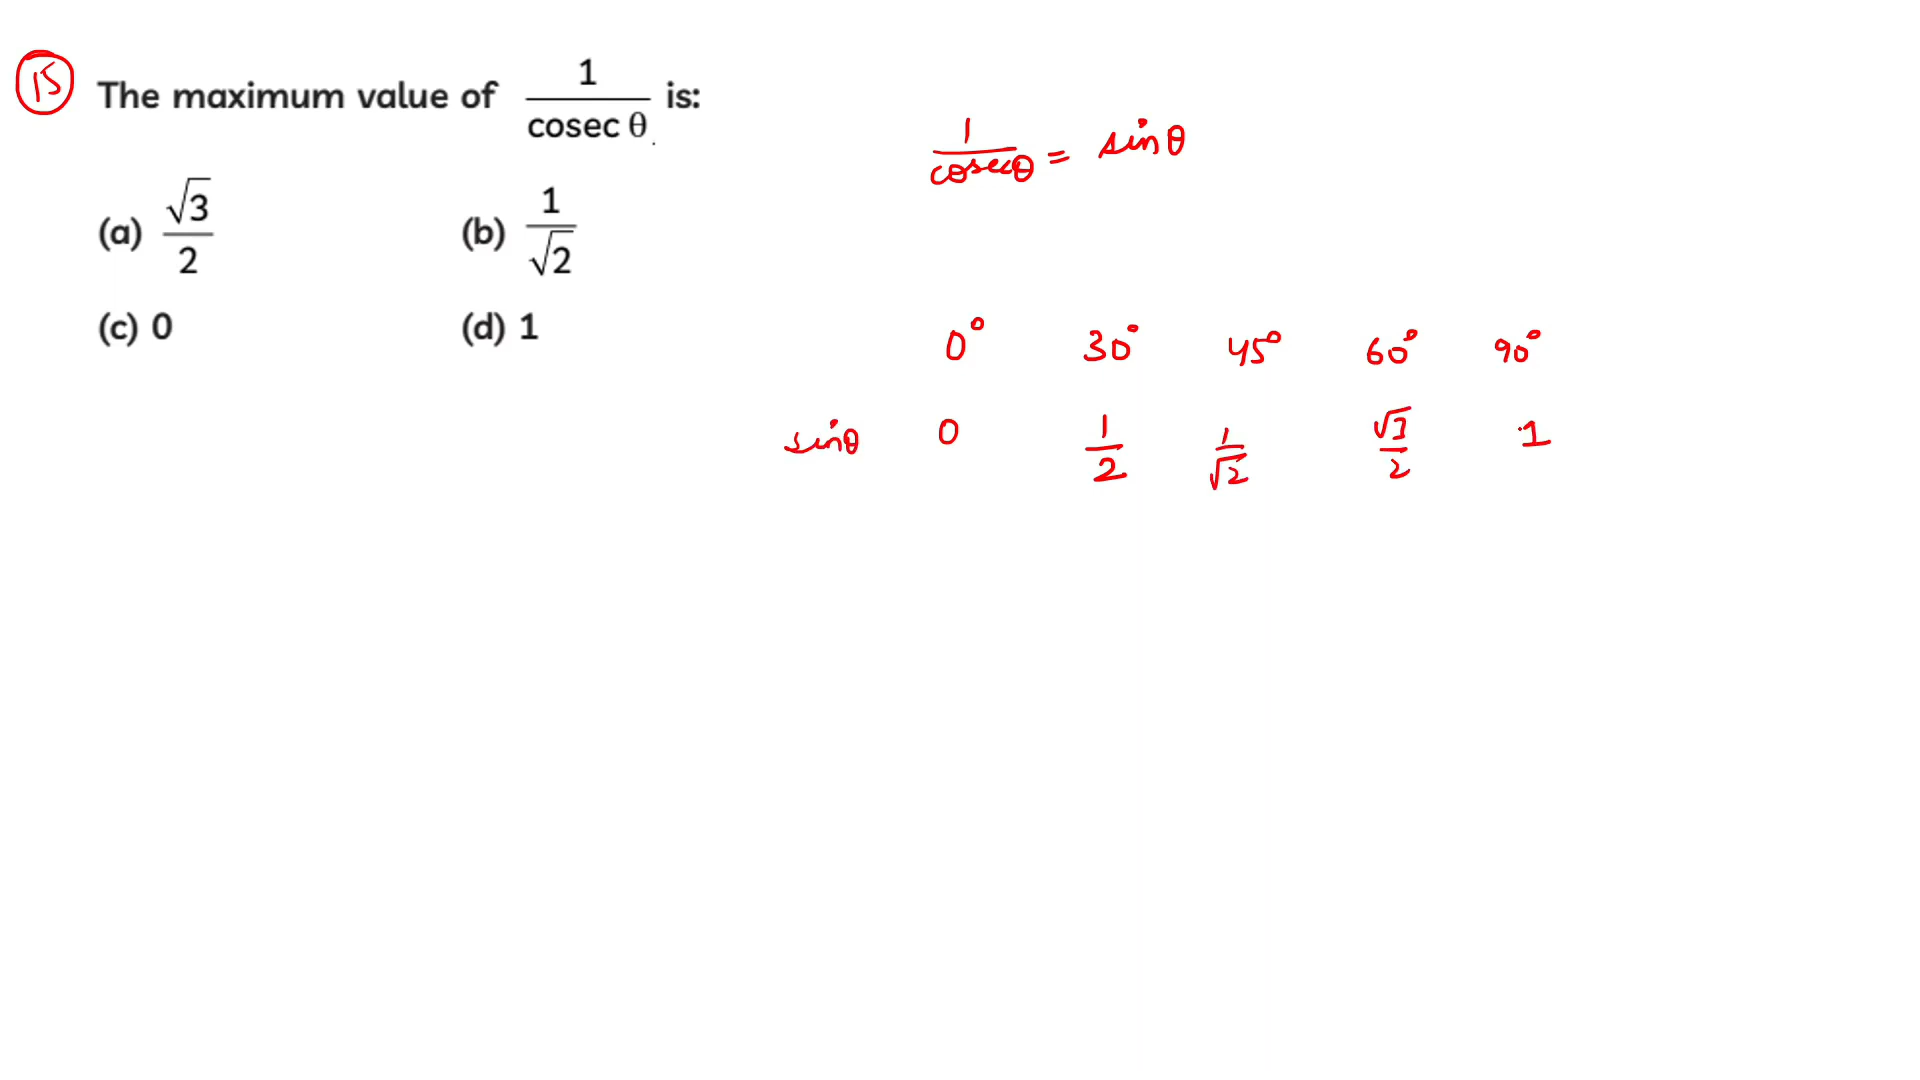 15 The maximum value of 1/cosec θ is:
(a) √3/2 (b) 1/√2
(c) 0 (d) 1
1/cosecθ = sinθ
0° 30° 45° 60° 90°
sinθ 0 1/2 1/√2 √3/2 1